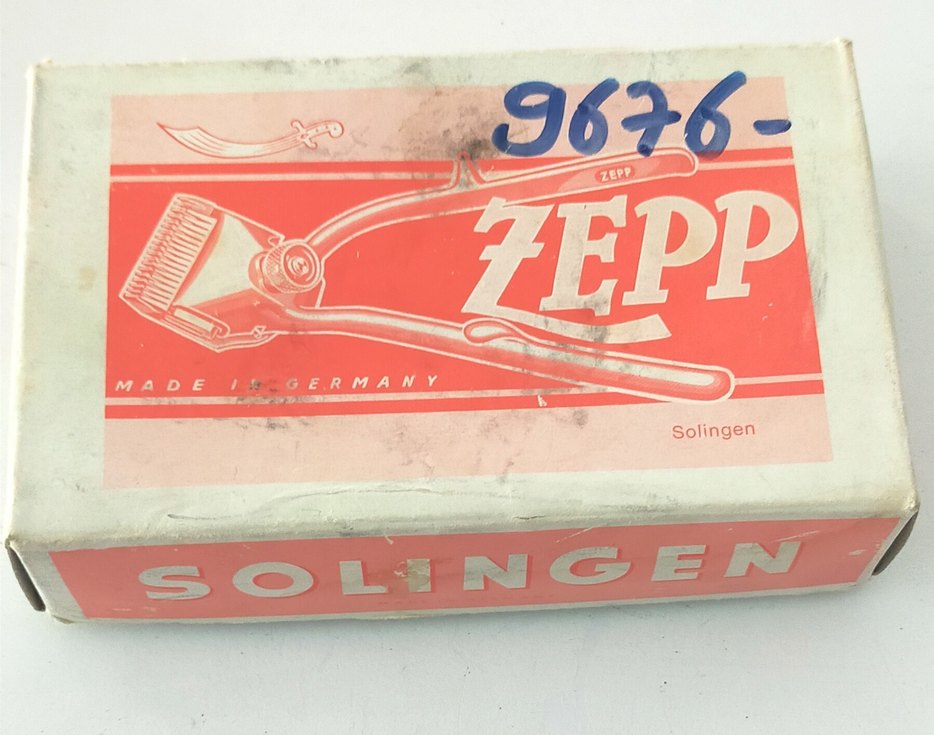 9676-
ZEPP
ZEPP
MADE IN GERMANY
Solingen
SOLINGEN